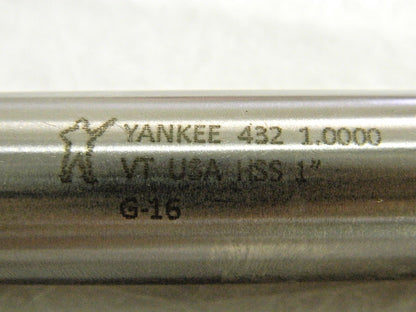 YANKEE 432 1.0000
VT USA HSS 1"
G-16